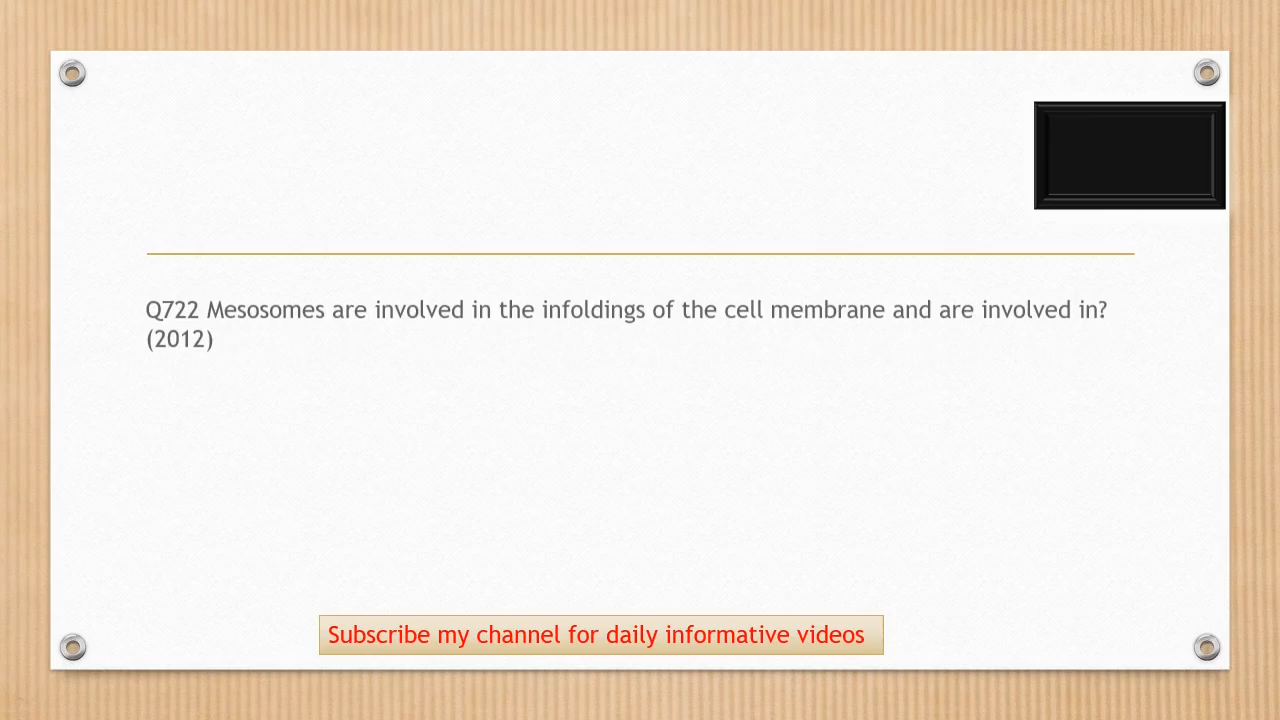 Q722 Mesosomes are involved in the infoldings of the cell membrane and are involved in?
(2012)
Subscribe my channel for daily informative videos